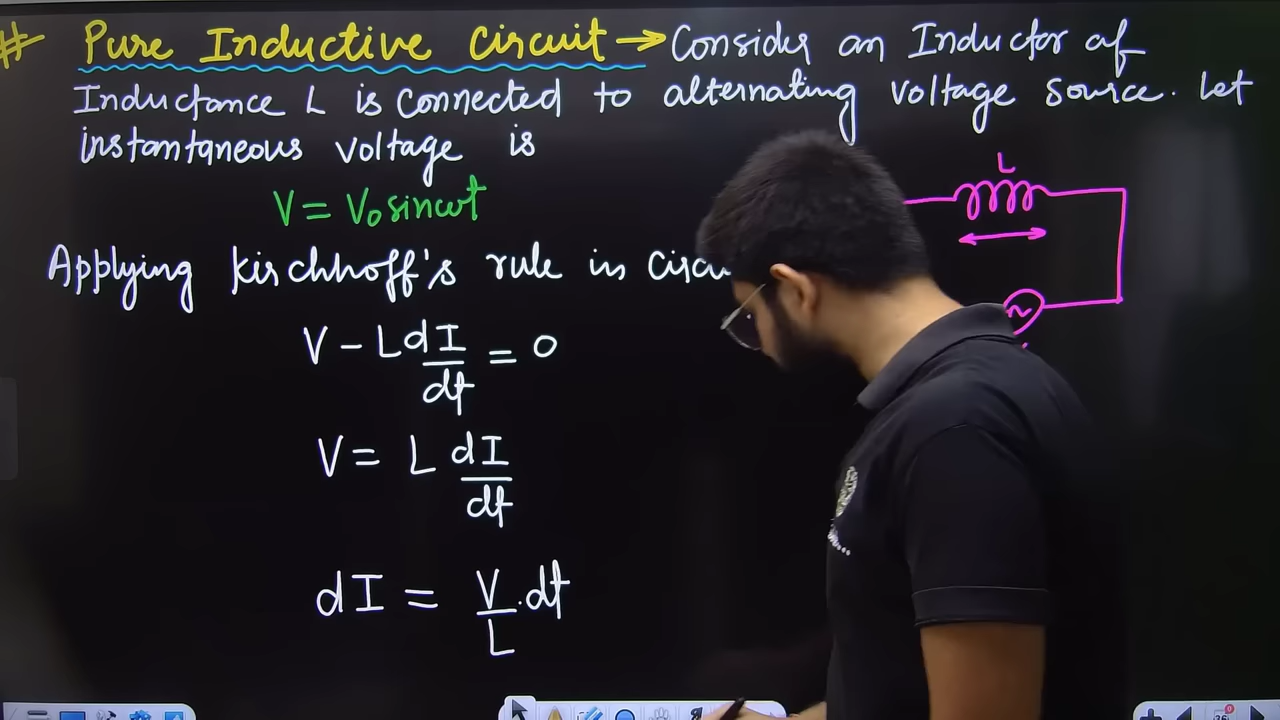 # Pure Inductive Circuit → Consider an Inductor of
Inductance L is connected to alternating voltage source. Let
instantaneous voltage is
V = V₀ sinωt
L
Applying Kirchhoff's rule in
~
V - L dI/dt = 0
V = L dI/dt
dI = V/L . dt